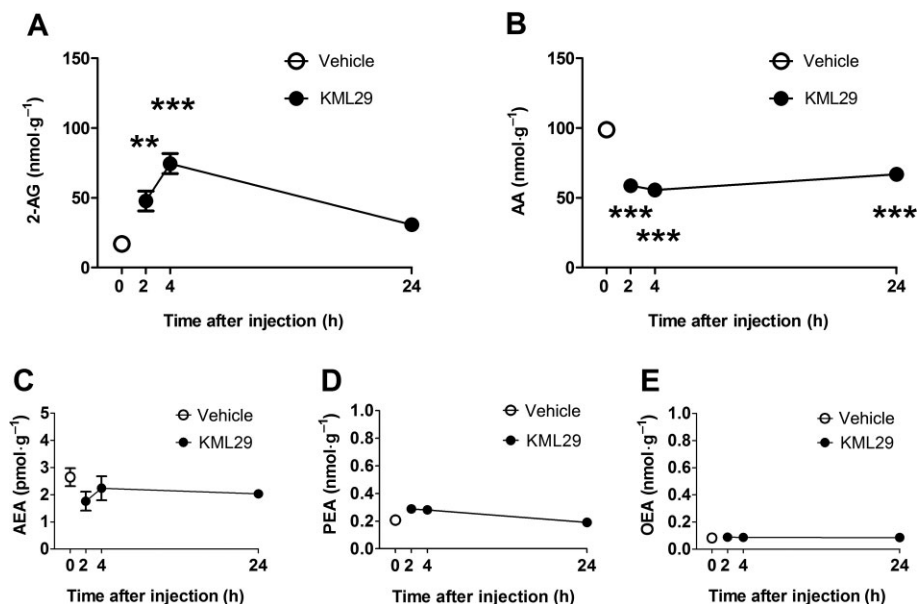 A
150
100
50
0
2-AG (nmol·g⁻¹)
Vehicle
KML29
**
***
0 2 4 24
Time after injection (h)
B
150
100
50
0
AA (nmol·g⁻¹)
Vehicle
KML29
***
***
***
0 2 4 24
Time after injection (h)
C
5
4
3
2
1
0
AEA (pmol·g⁻¹)
Vehicle
KML29
0 2 4 24
Time after injection (h)
D
1.0
0.8
0.6
0.4
0.2
0.0
PEA (nmol·g⁻¹)
Vehicle
KML29
0 2 4 24
Time after injection (h)
E
1.0
0.8
0.6
0.4
0.2
0.0
OEA (nmol·g⁻¹)
Vehicle
KML29
0 2 4 24
Time after injection (h)